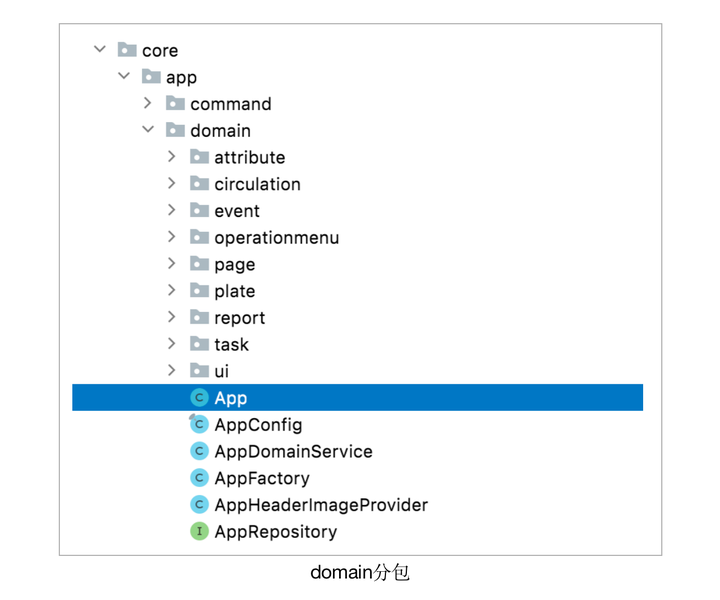 core
app
command
domain
attribute
circulation
event
operationmenu
page
plate
report
task
ui
C App
C AppConfig
C AppDomainService
C AppFactory
C AppHeaderImageProvider
I AppRepository
domain分包